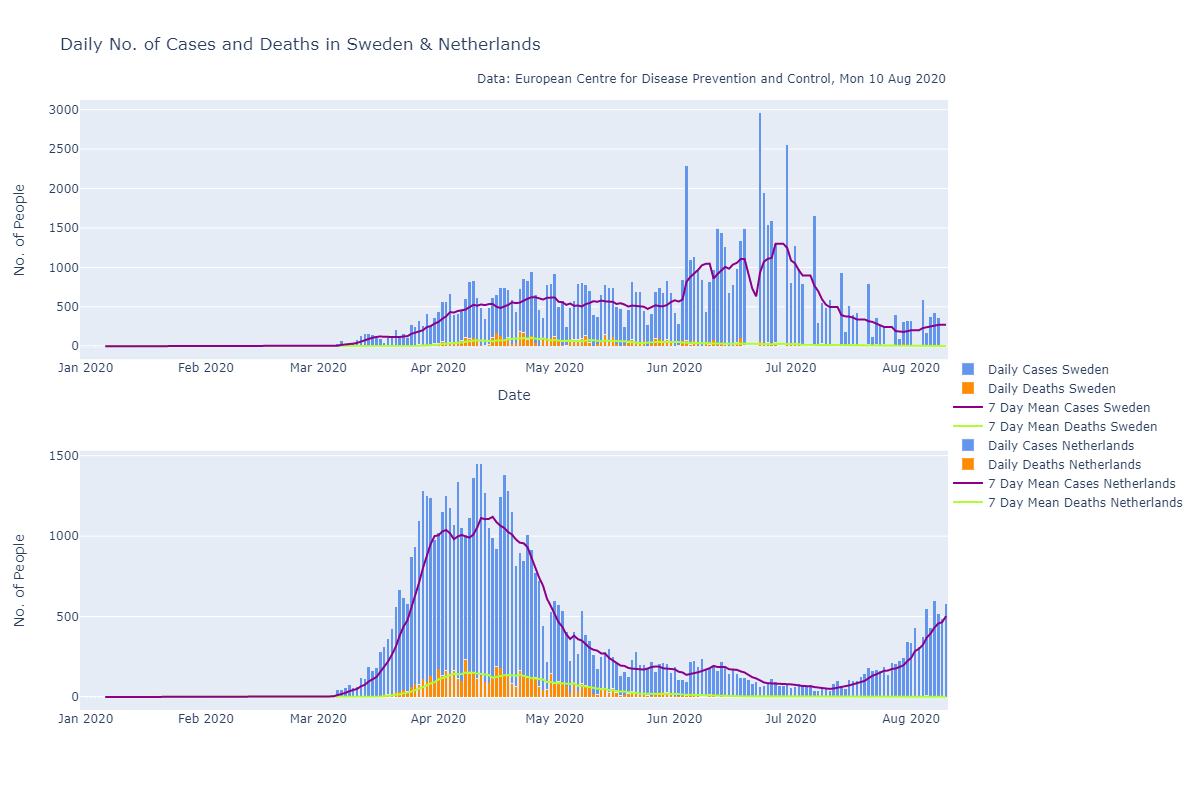 Daily No. of Cases and Deaths in Sweden & Netherlands
Data: European Centre for Disease Prevention and Control, Mon 10 Aug 2020
No. of People
3000
2500
2000
1500
1000
500
0
Jan 2020 Feb 2020 Mar 2020 Apr 2020 May 2020 Jun 2020 Jul 2020 Aug 2020
Date
Daily Cases Sweden
Daily Deaths Sweden
7 Day Mean Cases Sweden
7 Day Mean Deaths Sweden
Daily Cases Netherlands
Daily Deaths Netherlands
7 Day Mean Cases Netherlands
7 Day Mean Deaths Netherlands
No. of People
1500
1000
500
0
Jan 2020 Feb 2020 Mar 2020 Apr 2020 May 2020 Jun 2020 Jul 2020 Aug 2020